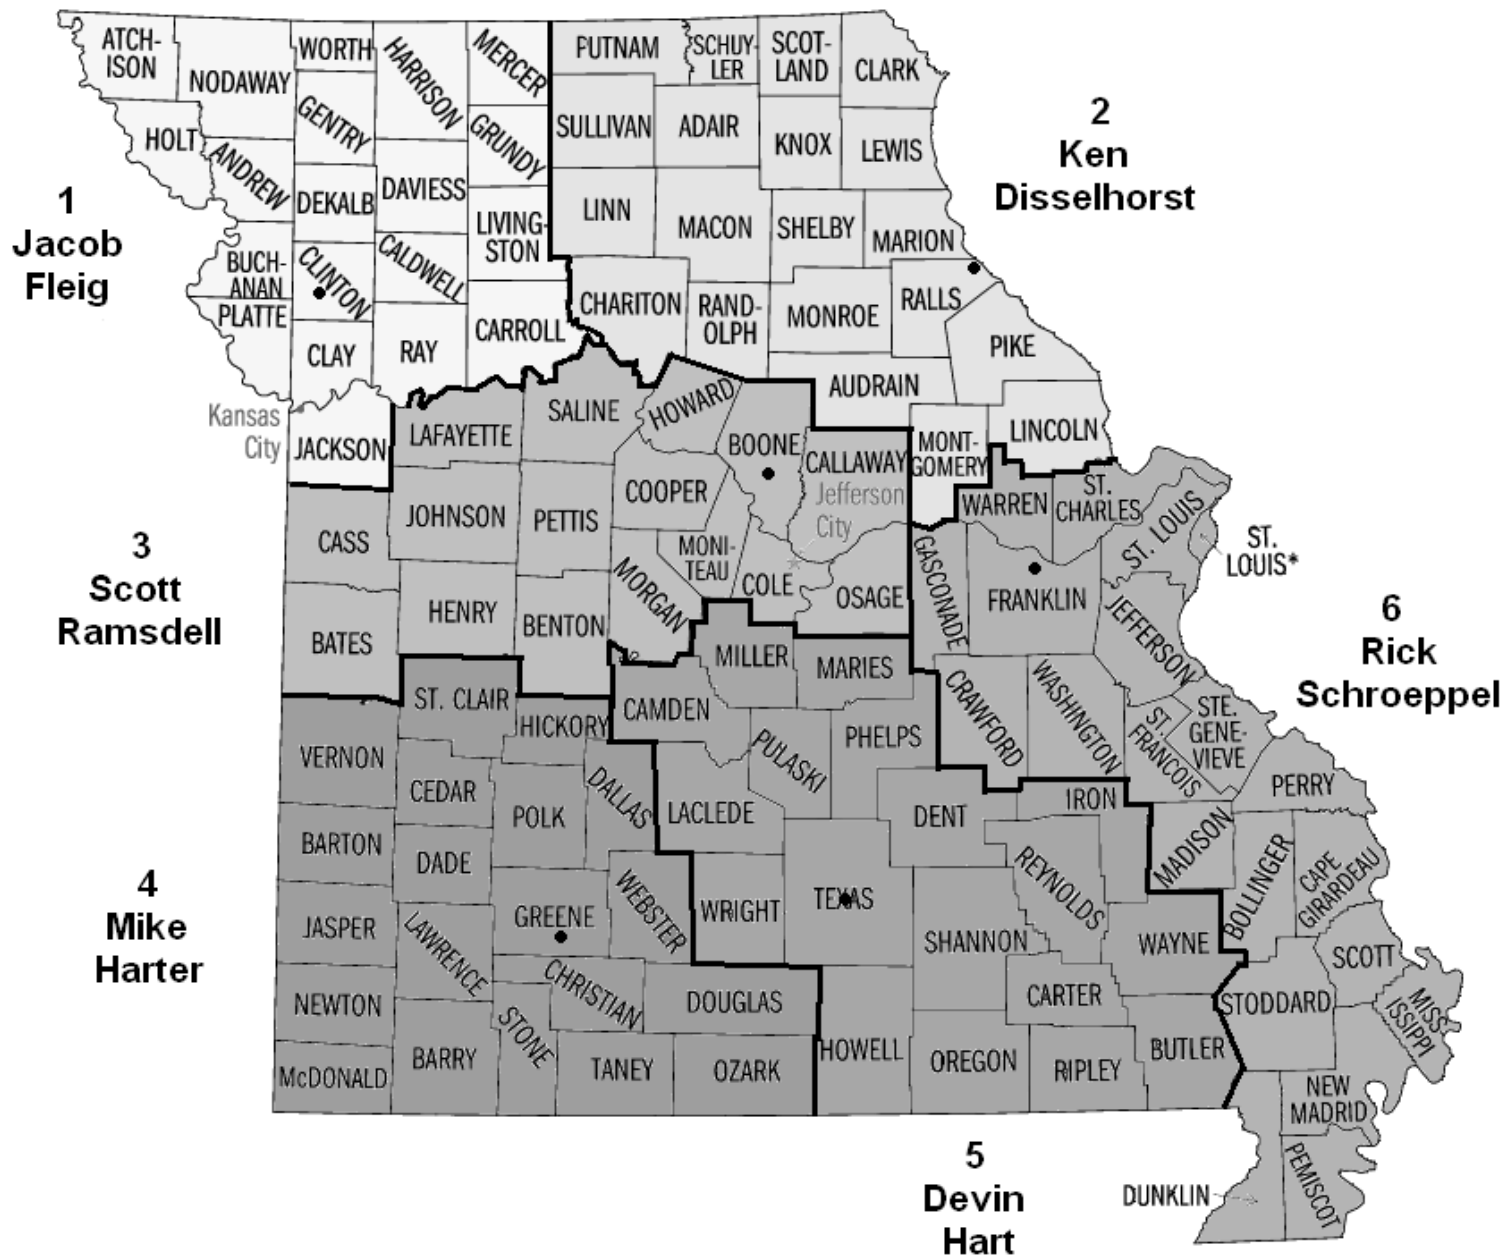 ATCH-
ISON
NODAWAY
WORTH
HARRISON
MERCER
PUTNAM
SCHUY-
LER
SCOT-
LAND
CLARK
GENTRY
GRUNDY
SULLIVAN
ADAIR
KNOX
LEWIS
HOLT
ANDREW
DEKALB
DAVIESS
LIVING-
STON
LINN
MACON
SHELBY
MARION
2
Ken
Disselhorst
1
Jacob
Fleig
BUCH-
ANAN
CLINTON
CALDWELL
CARROLL
CHARITON
RAND-
OLPH
MONROE
RALLS
PIKE
PLATTE
CLAY
RAY
AUDRAIN
Kansas
City
JACKSON
LAFAYETTE
SALINE
HOWARD
BOONE
CALLAWAY
MONT-
GOMERY
LINCOLN
WARREN
ST.
CHARLES
ST. LOUIS
ST.
LOUIS*
Jefferson
City
3
Scott
Ramsdell
CASS
JOHNSON
PETTIS
COOPER
MONI-
TEAU
COLE
OSAGE
GASCONADE
FRANKLIN
JEFFERSON
6
Rick
Schroeppel
BATES
HENRY
BENTON
MORGAN
MILLER
MARIES
CRAWFORD
WASHINGTON
ST.
FRANCOIS
STE.
GENE-
VIEVE
PERRY
ST. CLAIR
HICKORY
CAMDEN
PULASKI
PHELPS
VERNON
CEDAR
POLK
DALLAS
LACLEDE
DENT
IRON
MADISON
BOLLINGER
CAPE
GIRARDEAU
BARTON
DADE
4
Mike
Harter
JASPER
LAWRENCE
GREENE
WEBSTER
WRIGHT
TEXAS
SHANNON
REYNOLDS
WAYNE
SCOTT
NEWTON
CHRISTIAN
DOUGLAS
CARTER
STODDARD
MISS-
ISSIPPI
McDONALD
BARRY
STONE
TANEY
OZARK
HOWELL
OREGON
RIPLEY
BUTLER
NEW
MADRID
5
Devin
Hart
DUNKLIN
PEMISCOT